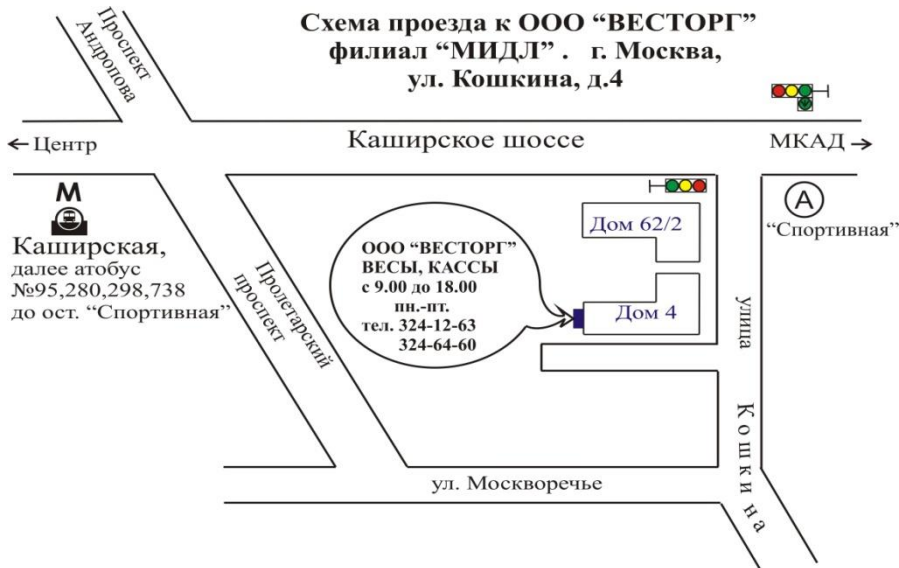 Схема проезда к ООО “ВЕСТОРГ”
филиал “МИДЛ” . г. Москва,
ул. Кошкина, д.4
Проспект
Андропова
← Центр
Каширское шоссе
МКАД →
М
Каширская,
далее атобус
№95,280,298,738
до ост. “Спортивная”
А
“Спортивная”
Дом 62/2
ООО “ВЕСТОРГ”
ВЕСЫ, КАССЫ
с 9.00 до 18.00
пн.-пт.
тел. 324-12-63
324-64-60
Дом 4
Пролетарский
проспект
улица Кошкина
ул. Москворечье